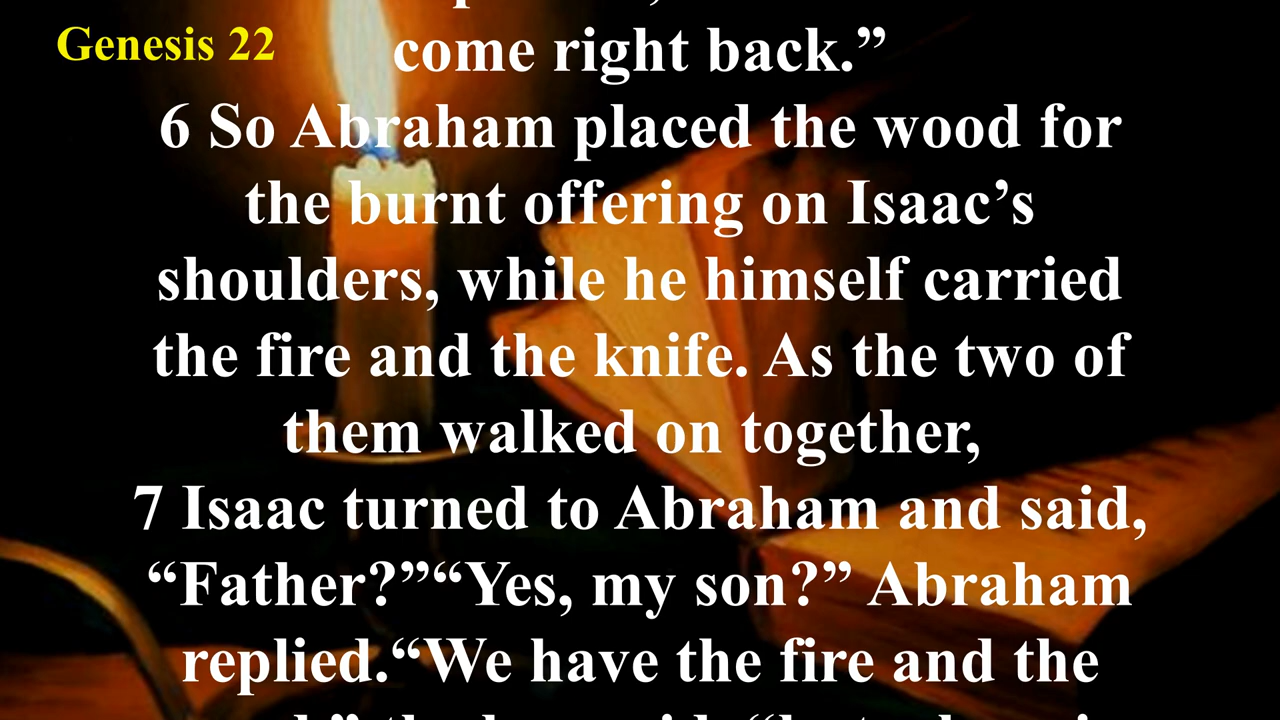 Genesis 22
come right back.”
6 So Abraham placed the wood for
the burnt offering on Isaac’s
shoulders, while he himself carried
the fire and the knife. As the two of
them walked on together,
7 Isaac turned to Abraham and said,
“Father?”“Yes, my son?” Abraham
replied.“We have the fire and the